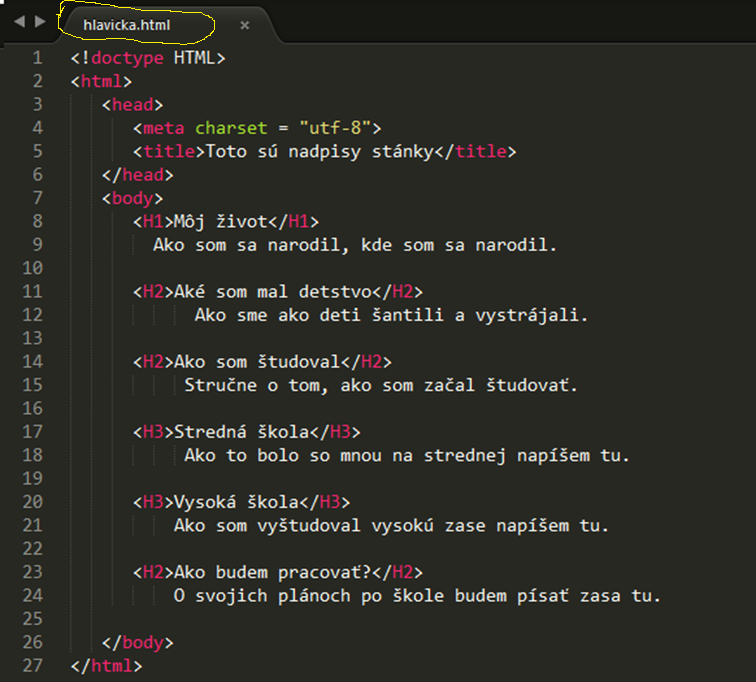 hlavicka.html ×
1 <!doctype HTML>
2 <html>
3 <head>
4 <meta charset = "utf-8">
5 <title>Toto sú nadpisy stánky</title>
6 </head>
7 <body>
8 <H1>Môj život</H1>
9 Ako som sa narodil, kde som sa narodil.
10
11 <H2>Aké som mal detstvo</H2>
12 Ako sme ako deti šantili a vystrájali.
13
14 <H2>Ako som študoval</H2>
15 Stručne o tom, ako som začal študovať.
16
17 <H3>Stredná škola</H3>
18 Ako to bolo so mnou na strednej napíšem tu.
19
20 <H3>Vysoká škola</H3>
21 Ako som vyštudoval vysokú zase napíšem tu.
22
23 <H2>Ako budem pracovať?</H2>
24 O svojich plánoch po škole budem písať zasa tu.
25
26 </body>
27 </html>